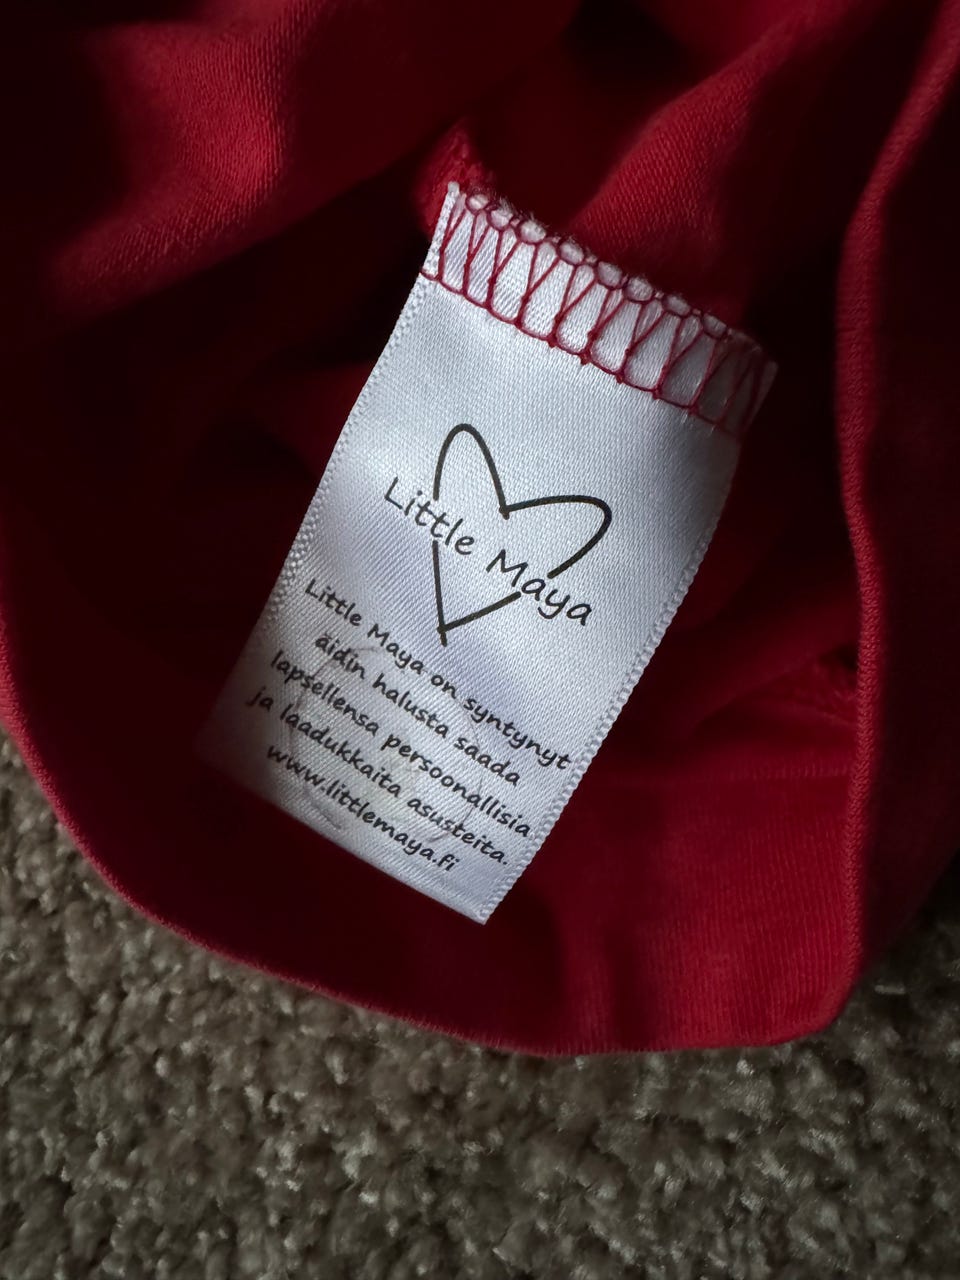 Little Maya
Little Maya on syntynyt
äidin halusta saada
lapsellensa persoonallisia
ja laadukkaita asusteita.
www.littlemaya.fi